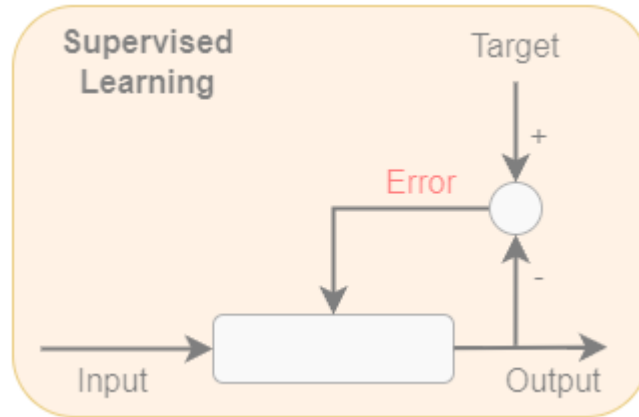 Supervised
Learning
Target
+
Error
-
Input
Output